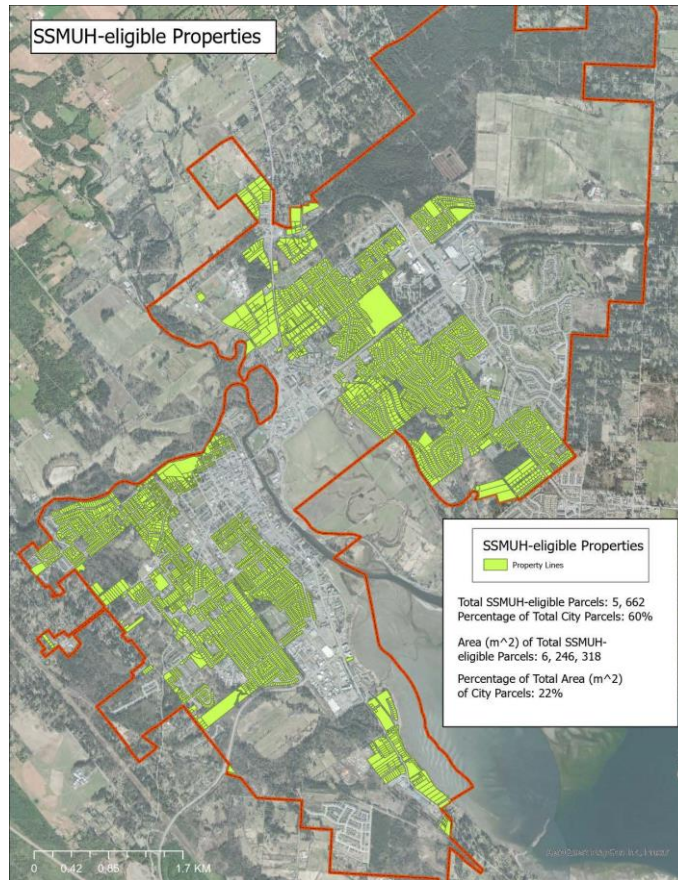 SSMUH-eligible Properties
SSMUH-eligible Properties
Property Lines
Total SSMUH-eligible Parcels: 5, 662
Percentage of Total City Parcels: 60%
Area (m^2) of Total SSMUH-
eligible Parcels: 6, 246, 318
Percentage of Total Area (m^2)
of City Parcels: 22%
0 0.42 0.85 1.7 KM